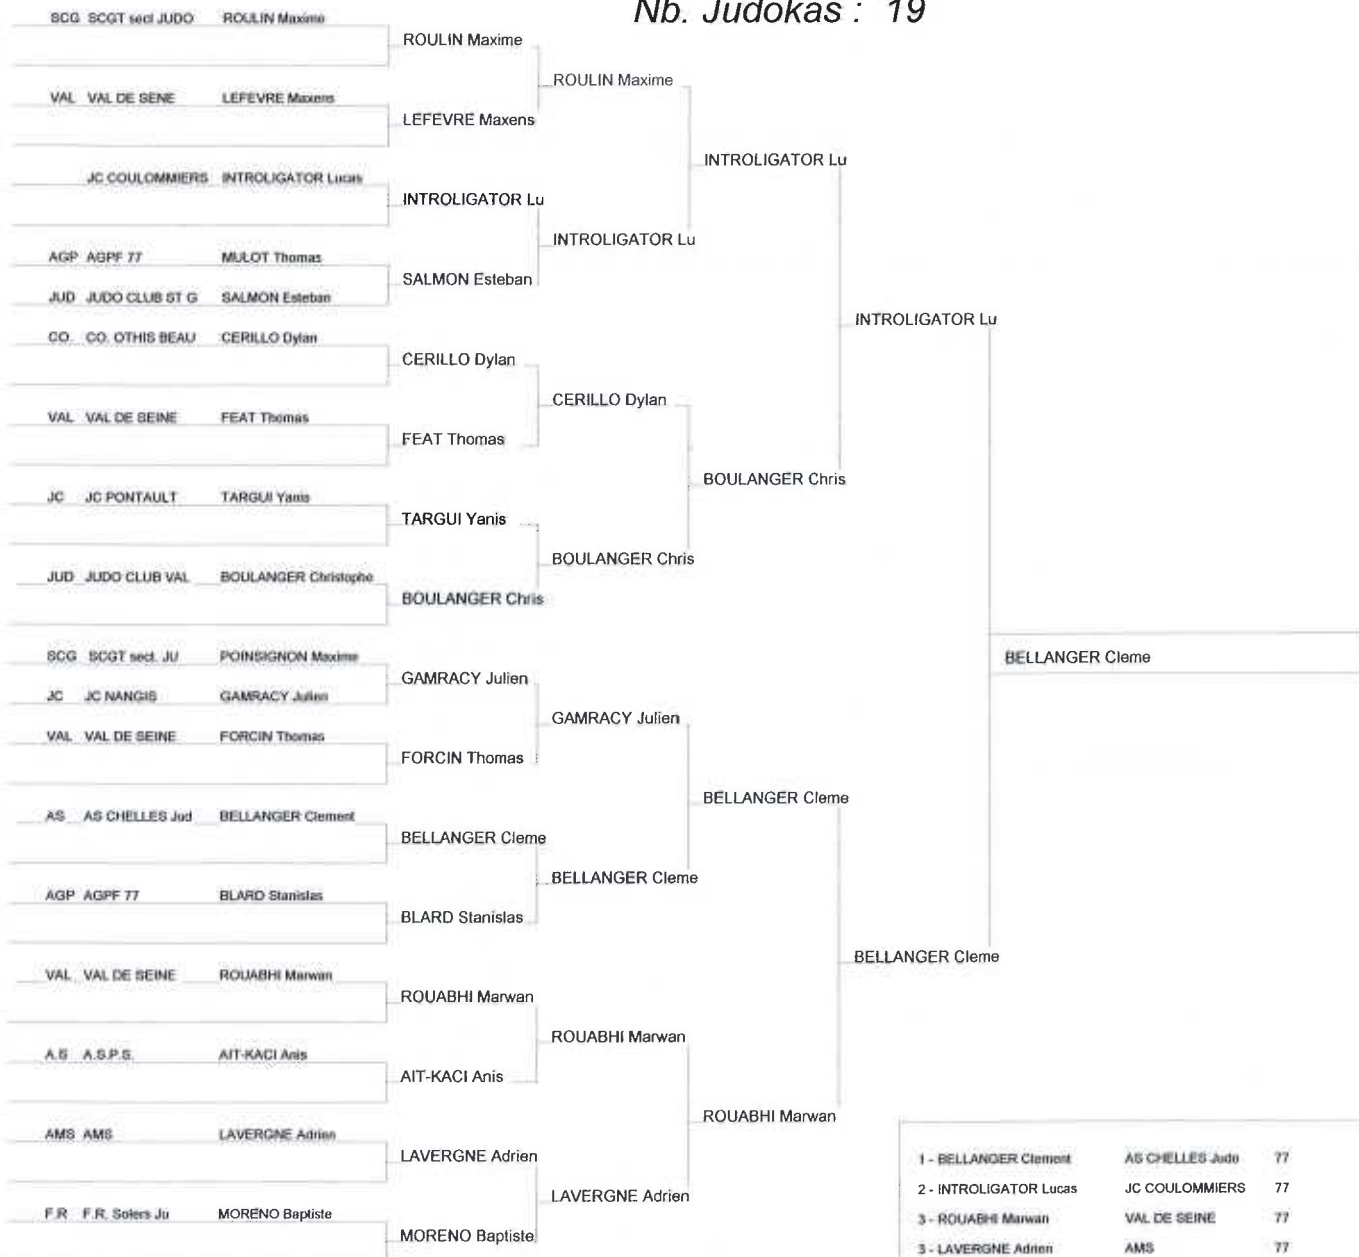 Nb. Judokas : 19
SCG SCGT sect JUDO ROULIN Maxime
ROULIN Maxime
ROULIN Maxime
VAL VAL DE SENE LEFEVRE Maxens
LEFEVRE Maxens
INTROLIGATOR Lu
JC COULOMMIERS INTROLIGATOR Lucas
INTROLIGATOR Lu
INTROLIGATOR Lu
AGP AGPF 77 MULOT Thomas
SALMON Esteban
JUD JUDO CLUB ST G SALMON Esteban
INTROLIGATOR Lu
CO. CO. OTHIS BEAU CERILLO Dylan
CERILLO Dylan
CERILLO Dylan
VAL VAL DE SEINE FEAT Thomas
FEAT Thomas
BOULANGER Chris
JC JC PONTAULT TARGUI Yanis
TARGUI Yanis
BOULANGER Chris
JUD JUDO CLUB VAL BOULANGER Christophe
BOULANGER Chris
SCG SCGT sect. JU POINSIGNON Maxime
BELLANGER Cleme
GAMRACY Julien
JC JC NANGIS GAMRACY Julien
GAMRACY Julien
VAL VAL DE SEINE FORCIN Thomas
FORCIN Thomas
BELLANGER Cleme
AS AS CHELLES Jud BELLANGER Clement
BELLANGER Cleme
BELLANGER Cleme
AGP AGPF 77 BLARD Stanislas
BLARD Stanislas
BELLANGER Cleme
VAL VAL DE SEINE ROUABHI Marwan
ROUABHI Marwan
ROUABHI Marwan
A.S A.S.P.S. AIT-KACI Anis
AIT-KACI Anis
ROUABHI Marwan
AMS AMS LAVERGNE Adrien
LAVERGNE Adrien
LAVERGNE Adrien
F.R F.R. Solers Ju MORENO Baptiste
MORENO Baptiste
1 - BELLANGER Clement AS CHELLES Judo 77
2 - INTROLIGATOR Lucas JC COULOMMIERS 77
3 - ROUABHI Marwan VAL DE SEINE 77
3 - LAVERGNE Adrien AMS 77